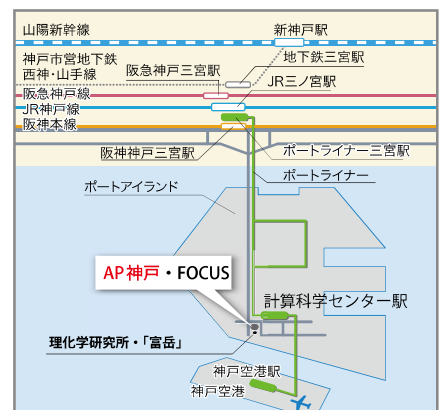 山陽新幹線
新神戸駅
神戸市営地下鉄
西神・山手線
地下鉄三宮駅
阪急神戸三宮駅
JR三ノ宮駅
阪急神戸線
JR神戸線
阪神本線
阪神神戸三宮駅
ポートライナー三宮駅
ポートライナー
ポートアイランド
AP神戸・FOCUS
計算科学センター駅
理化学研究所・「富岳」
神戸空港駅
神戸空港